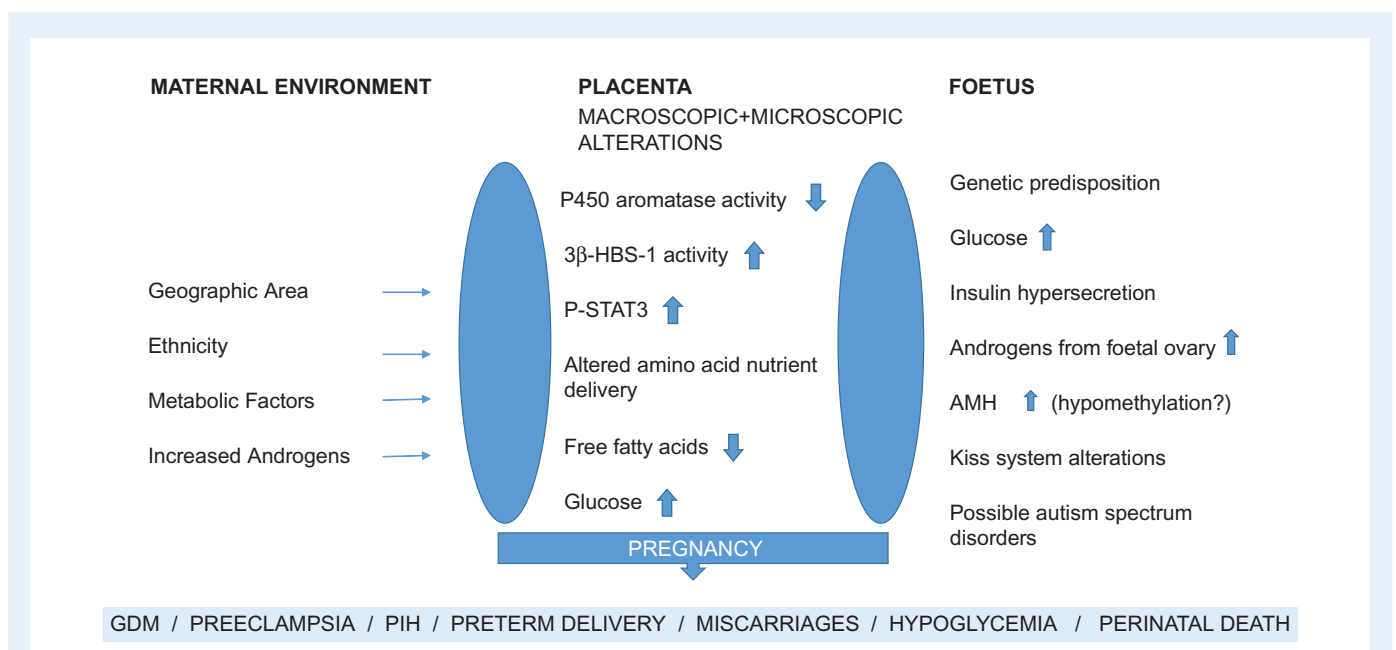 MATERNAL ENVIRONMENT
Geographic Area
Ethnicity
Metabolic Factors
Increased Androgens
PLACENTA
MACROSCOPIC+MICROSCOPIC
ALTERATIONS
P450 aromatase activity
3β-HBS-1 activity
P-STAT3
Altered amino acid nutrient
delivery
Free fatty acids
Glucose
FOETUS
Genetic predisposition
Glucose
Insulin hypersecretion
Androgens from foetal ovary
AMH (hypomethylation?)
Kiss system alterations
Possible autism spectrum
disorders
PREGNANCY
GDM / PREECLAMPSIA / PIH / PRETERM DELIVERY / MISCARRIAGES / HYPOGLYCEMIA / PERINATAL DEATH